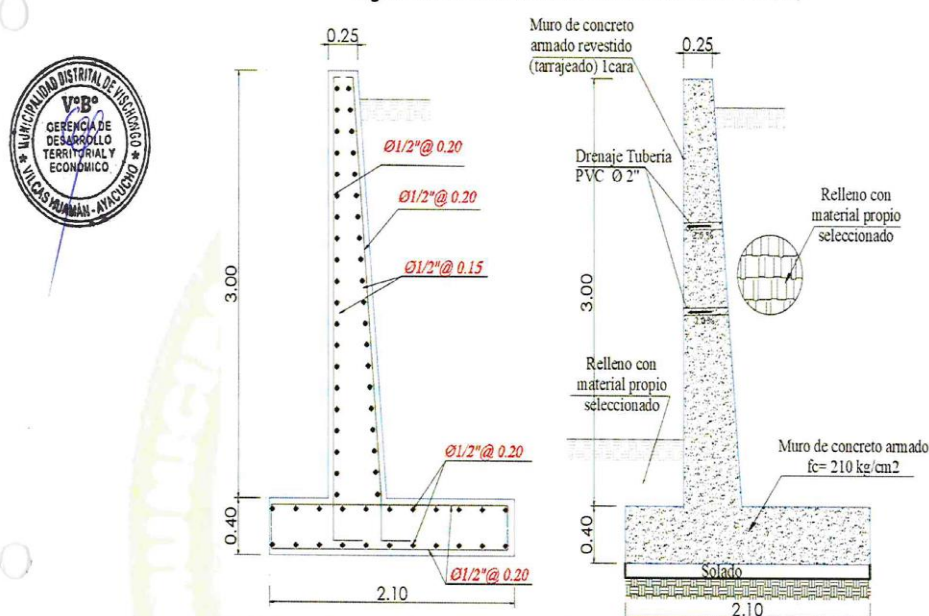 MUNICIPALIDAD DISTRITAL DE VISCHONGO
V°B°
GERENCIA DE
DESARROLLO
TERRITORIAL Y
ECONOMICO
* VILCAS HUAMÁN - AYACUCHO *
0.25
3.00
0.40
2.10
Ø1/2"@ 0.20
Ø1/2"@ 0.20
Ø1/2"@ 0.15
Ø1/2"@ 0.20
Ø1/2"@ 0.20
Muro de concreto
armado revestido
(tarrajeado) 1cara
0.25
Drenaje Tuberia
PVC Ø 2"
Relleno con
material propio
seleccionado
3.00
Relleno con
material propio
seleccionado
Muro de concreto armado
fc= 210 kg/cm2
0.40
Solado
2.10